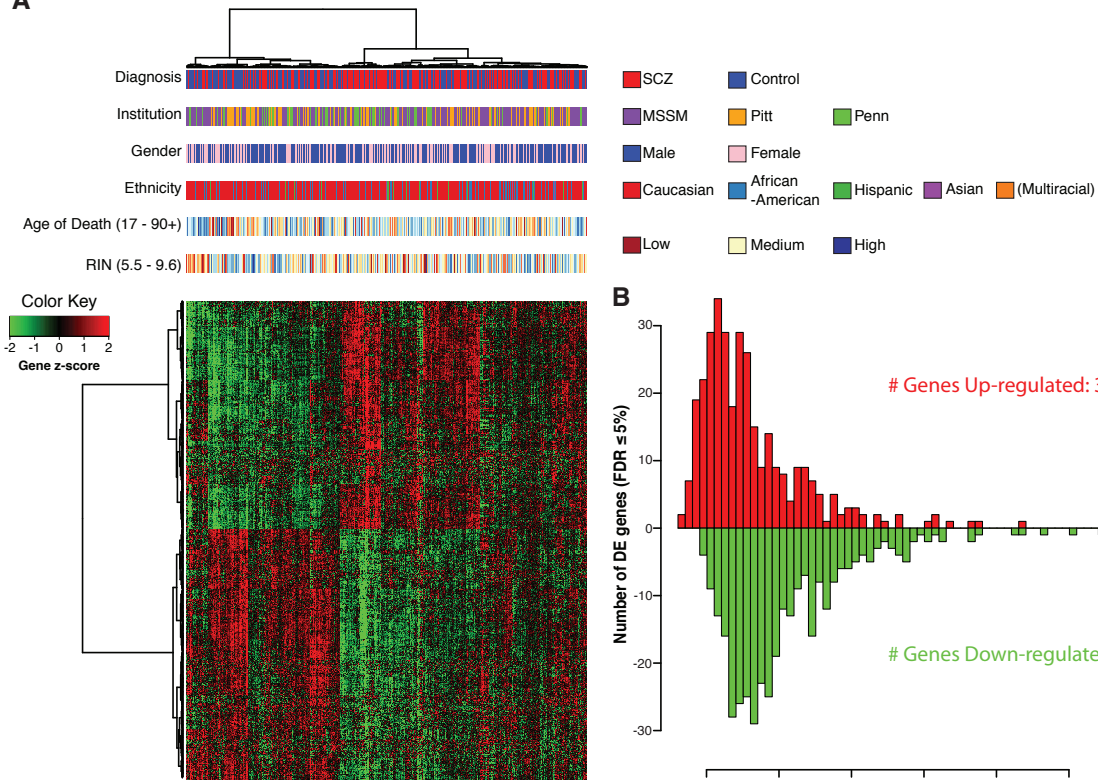 A
Diagnosis
SCZ
Control
Institution
MSSM
Pitt
Penn
Gender
Male
Female
Ethnicity
Caucasian
African
-American
Hispanic
Asian
(Multiracial)
Age of Death (17 - 90+)
Low
Medium
High
RIN (5.5 - 9.6)
Color Key
-2 -1 0 1 2
Gene z-score
B
Number of DE genes (FDR ≤ 5%)
30
20
10
0
-10
-20
-30
# Genes Up-regulated: 3
# Genes Down-regulate